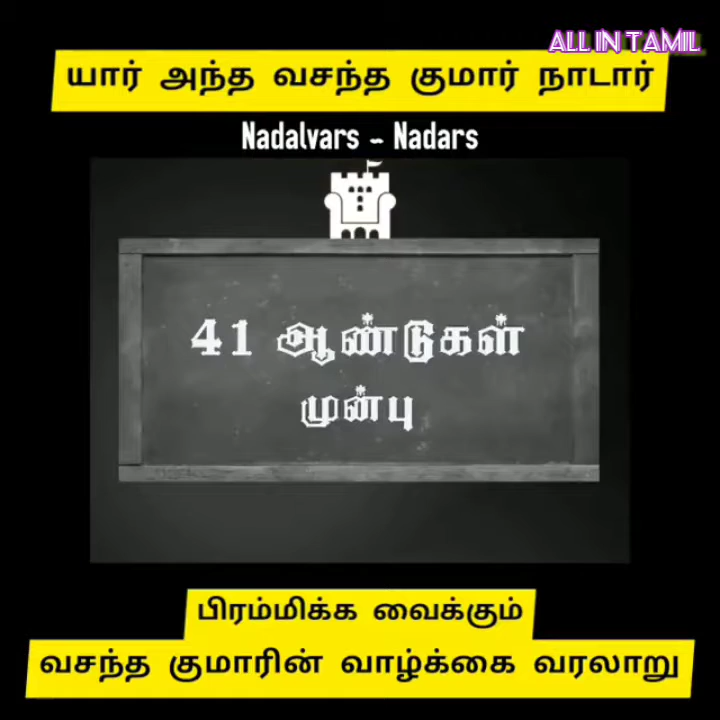 ALL IN TAMIL
யார் அந்த வசந்த குமார் நாடார்
Nadalvars - Nadars
41 ஆண்டுகள்
முன்பு
பிரம்மிக்க வைக்கும்
வசந்த குமாரின் வாழ்க்கை வரலாறு